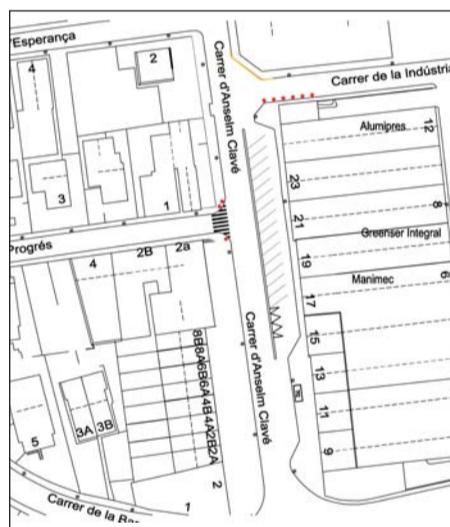 'Esperança
2
4
Carrer d'Anselm Clavé
Carrer de la Indústria
Alumipres
12
3
1
23
21
8
Greenser Integral
Progrés
4
2B
2a
19
Manimec
6
17
15
Carrer d'Anselm Clavé
8B8A6B6A4B4A2B2A
13
11
9
3A
3B
5
2
1
Carrer de la Bar